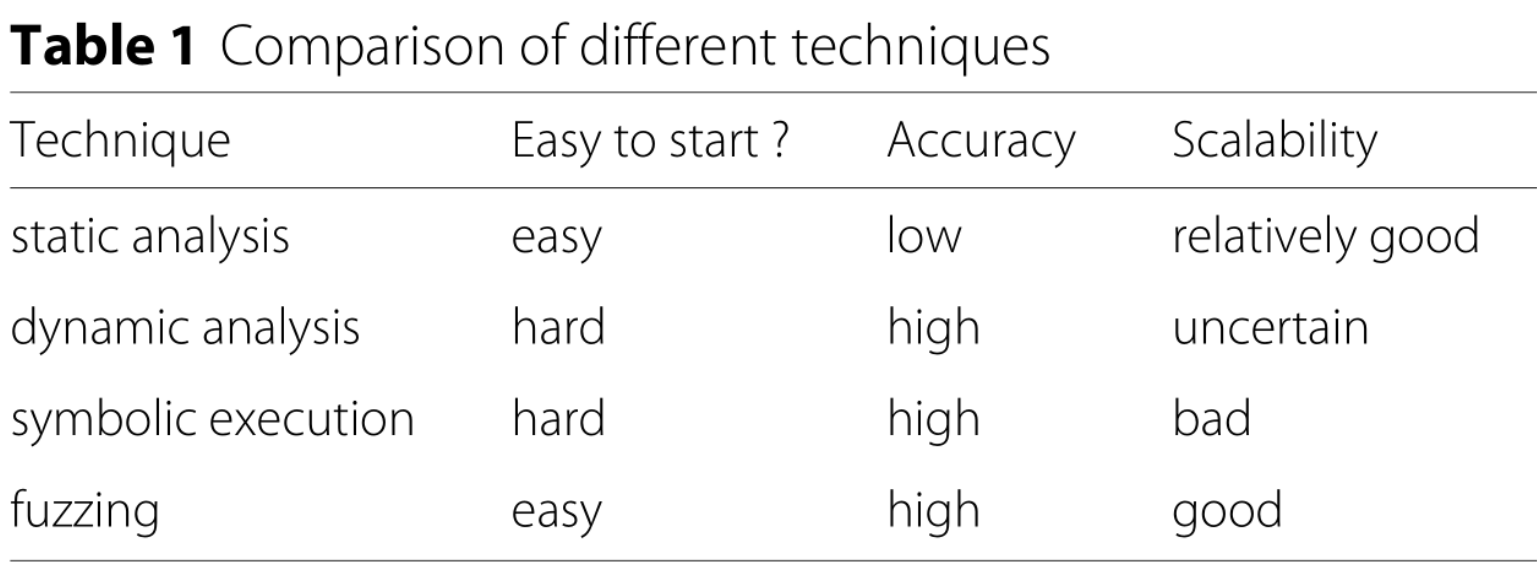 Table 1 Comparison of different techniques
Technique Easy to start ? Accuracy Scalability
static analysis easy low relatively good
dynamic analysis hard high uncertain
symbolic execution hard high bad
fuzzing easy high good